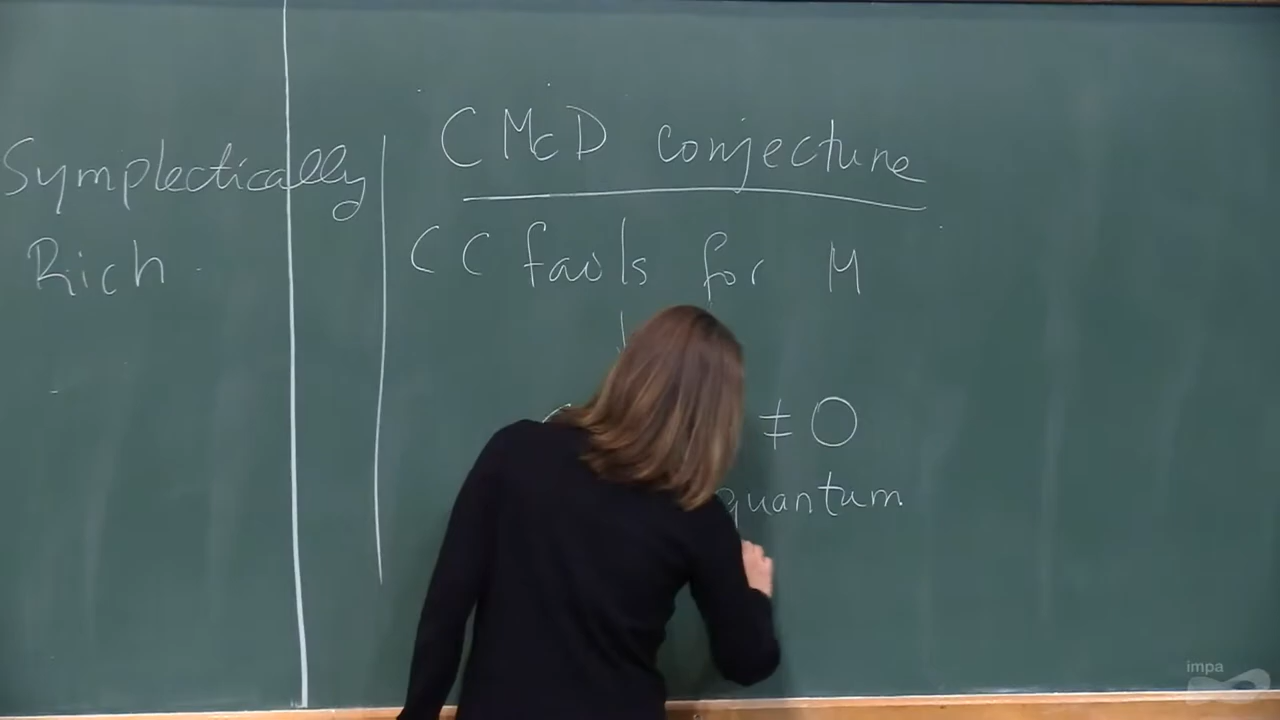 Symplectically
Rich
CMcD conjecture
CC fails for M
≠ 0
quantum
impa